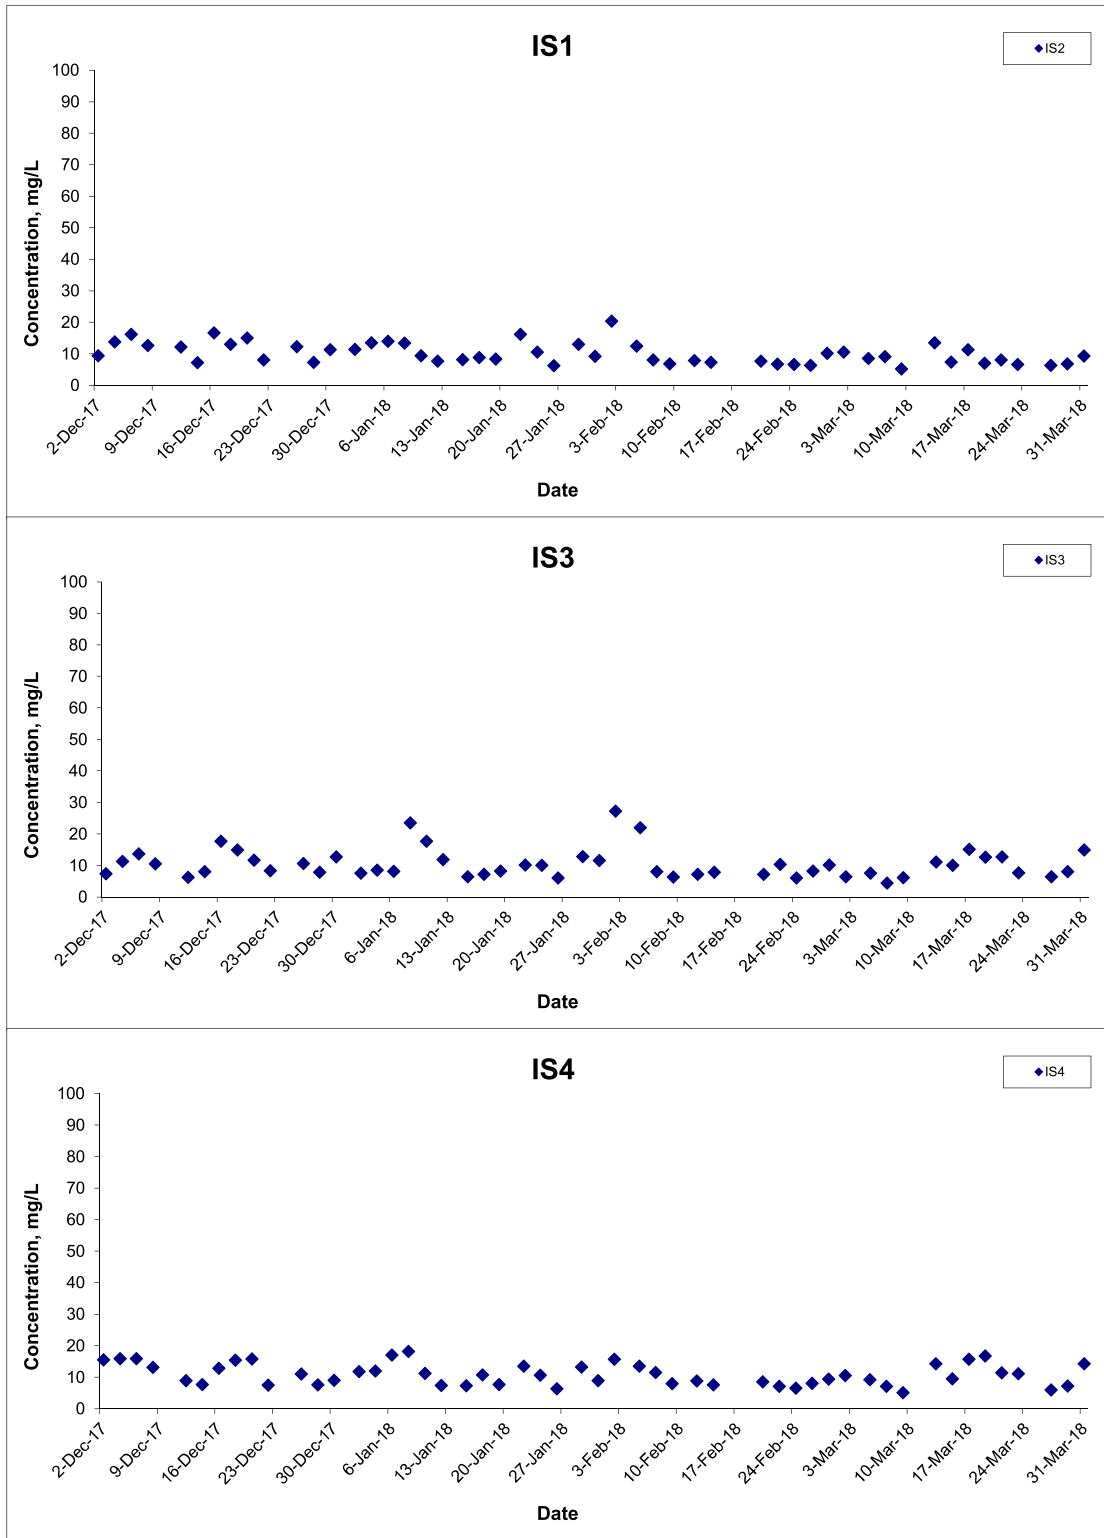 IS1
IS2
Concentration, mg/L
100
90
80
70
60
50
40
30
20
10
0
2-Dec-17
9-Dec-17
16-Dec-17
23-Dec-17
30-Dec-17
6-Jan-18
13-Jan-18
20-Jan-18
27-Jan-18
3-Feb-18
10-Feb-18
17-Feb-18
24-Feb-18
3-Mar-18
10-Mar-18
17-Mar-18
24-Mar-18
31-Mar-18
Date
IS3
IS3
Concentration, mg/L
100
90
80
70
60
50
40
30
20
10
0
2-Dec-17
9-Dec-17
16-Dec-17
23-Dec-17
30-Dec-17
6-Jan-18
13-Jan-18
20-Jan-18
27-Jan-18
3-Feb-18
10-Feb-18
17-Feb-18
24-Feb-18
3-Mar-18
10-Mar-18
17-Mar-18
24-Mar-18
31-Mar-18
Date
IS4
IS4
Concentration, mg/L
100
90
80
70
60
50
40
30
20
10
0
2-Dec-17
9-Dec-17
16-Dec-17
23-Dec-17
30-Dec-17
6-Jan-18
13-Jan-18
20-Jan-18
27-Jan-18
3-Feb-18
10-Feb-18
17-Feb-18
24-Feb-18
3-Mar-18
10-Mar-18
17-Mar-18
24-Mar-18
31-Mar-18
Date